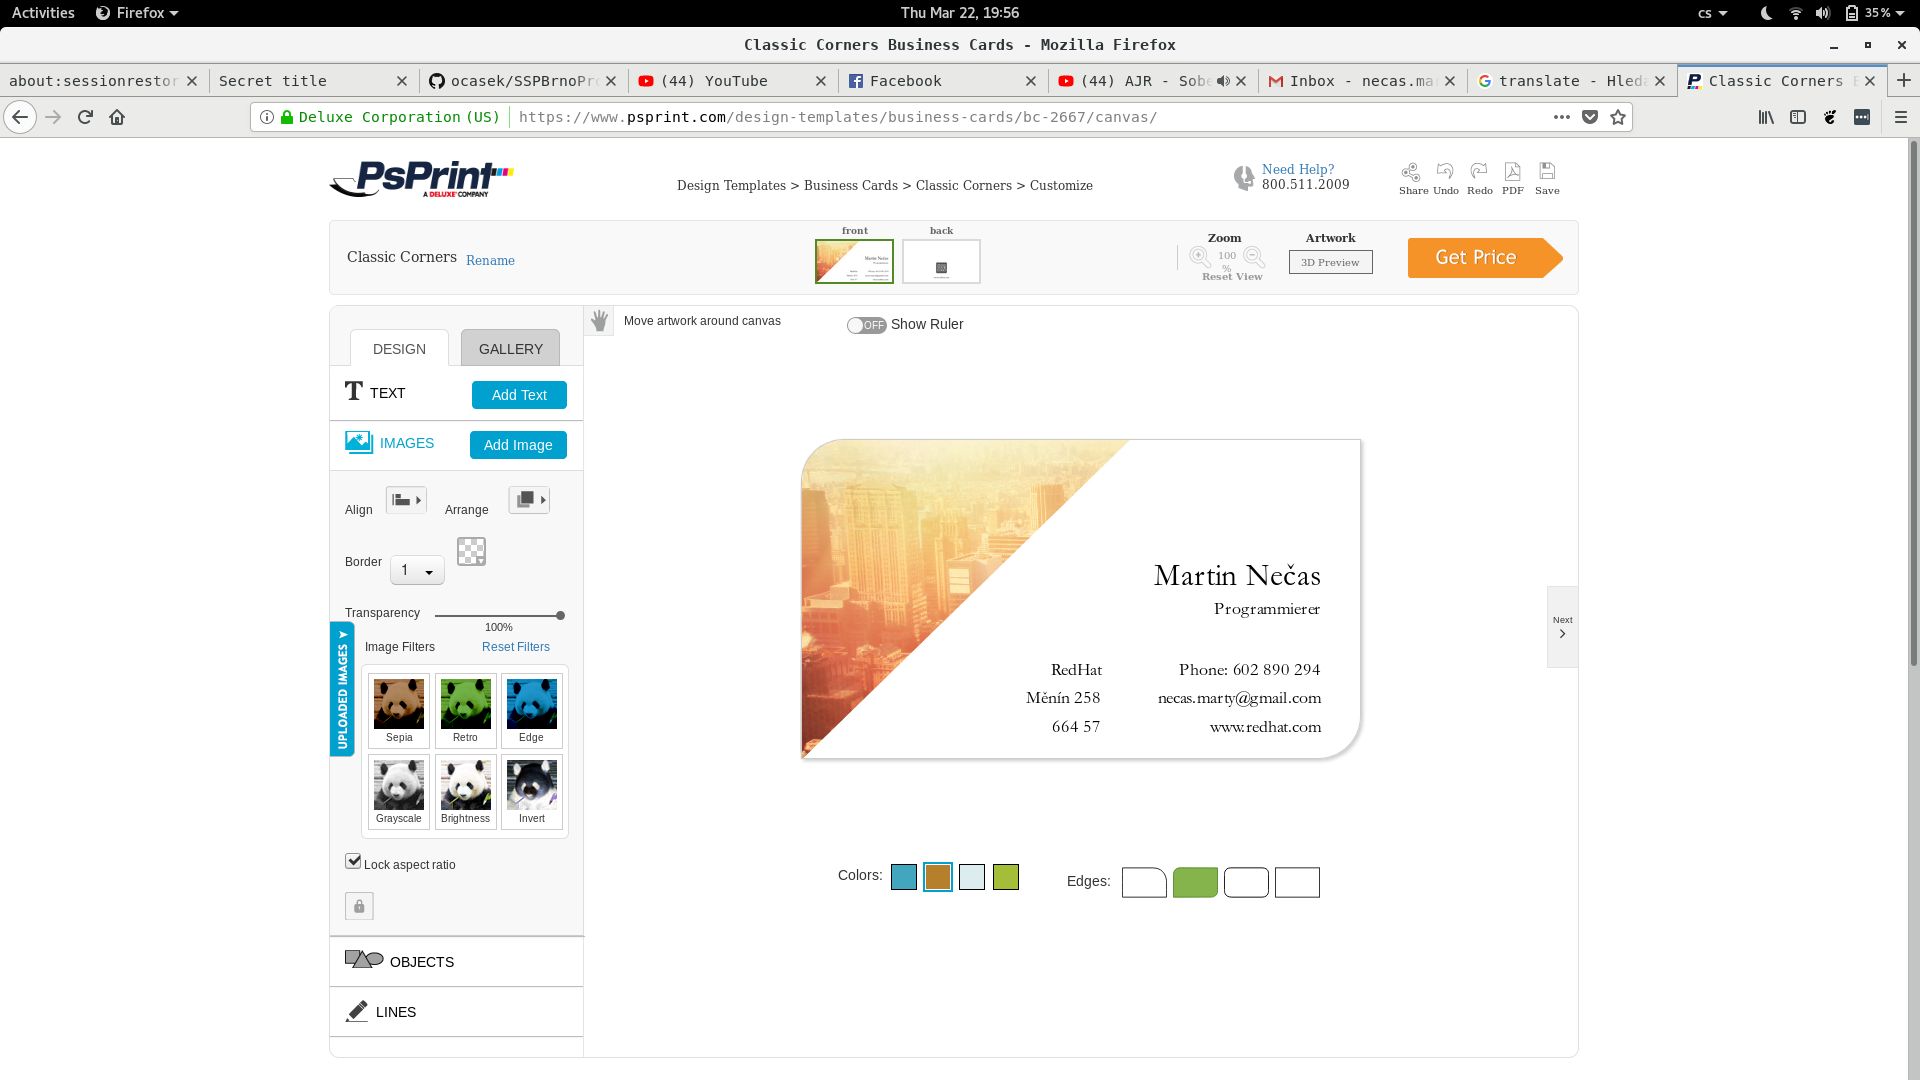 Activities Firefox Thu Mar 22, 19:56 cs 35%
Classic Corners Business Cards - Mozilla Firefox
about:sessionrestor Secret title ocasek/SSPBrnoPro (44) YouTube Facebook (44) AJR - Sobe Inbox - necas.mar translate - Hleda Classic Corners B
Deluxe Corporation (US) https://www.psprint.com/design-templates/business-cards/bc-2667/canvas/
PsPrint
A DELUXE COMPANY
Design Templates > Business Cards > Classic Corners > Customize
Need Help?
800.511.2009
Share Undo Redo PDF Save
Classic Corners Rename
front back
Zoom
100
%
Reset View
Artwork
3D Preview
Get Price
DESIGN GALLERY
Move artwork around canvas
OFF Show Ruler
TEXT Add Text
IMAGES Add Image
Align Arrange
Border 1
Transparency
100%
UPLOADED IMAGES
Image Filters Reset Filters
Sepia Retro Edge
Grayscale Brightness Invert
Lock aspect ratio
OBJECTS
LINES
Martin Nečas
Programmierer
RedHat Phone: 602 890 294
Měnín 258 necas.marty@gmail.com
664 57 www.redhat.com
Next
Colors: Edges: